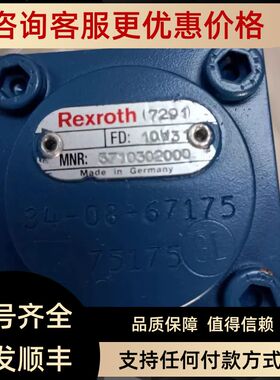 咨询客服更优惠价格
Rexroth (7291)
FD: 10W31
MNR: 3710302000
Made in Germany
34-08-67175
75175
号齐全
品质保障 值得信赖
发顺丰
支持任何付款方式